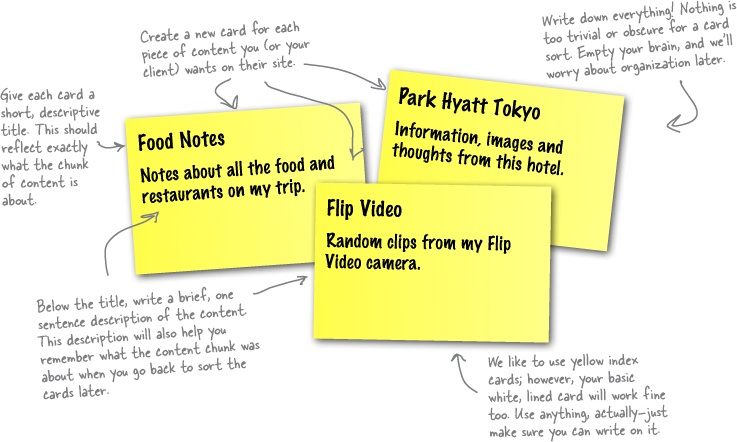 Create a new card for each
piece of content you (or your
client) wants on their site.
Write down everything! Nothing is
too trivial or obscure for a card
sort. Empty your brain, and we'll
worry about organization later.
Give each card a
short, descriptive
title. This should
reflect exactly
what the chunk
of content is
about.
Food Notes
Notes about all the food and
restaurants on my trip.
Park Hyatt Tokyo
Information, images and
thoughts from this hotel.
Flip Video
Random clips from my Flip
Video camera.
Below the title, write a brief, one
sentence description of the content.
This description will also help you
remember what the content chunk was
about when you go back to sort the
cards later.
We like to use yellow index
cards; however, your basic
white, lined card will work fine
too. Use anything, actually—just
make sure you can write on it.